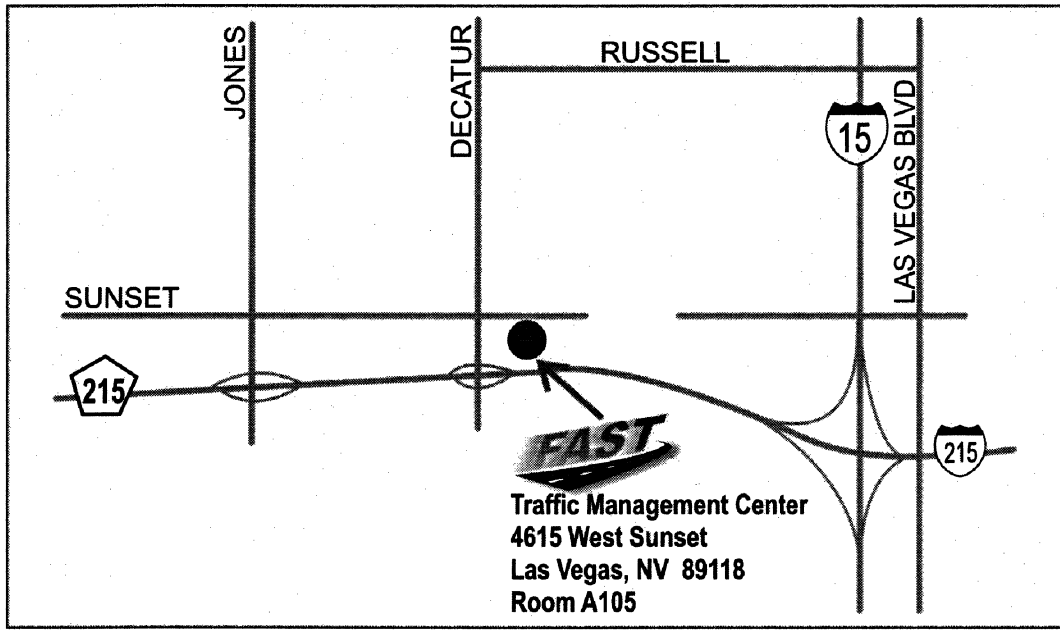 JONES
DECATUR
RUSSELL
15
LAS VEGAS BLVD
SUNSET
215
215
FAST
Traffic Management Center
4615 West Sunset
Las Vegas, NV 89118
Room A105